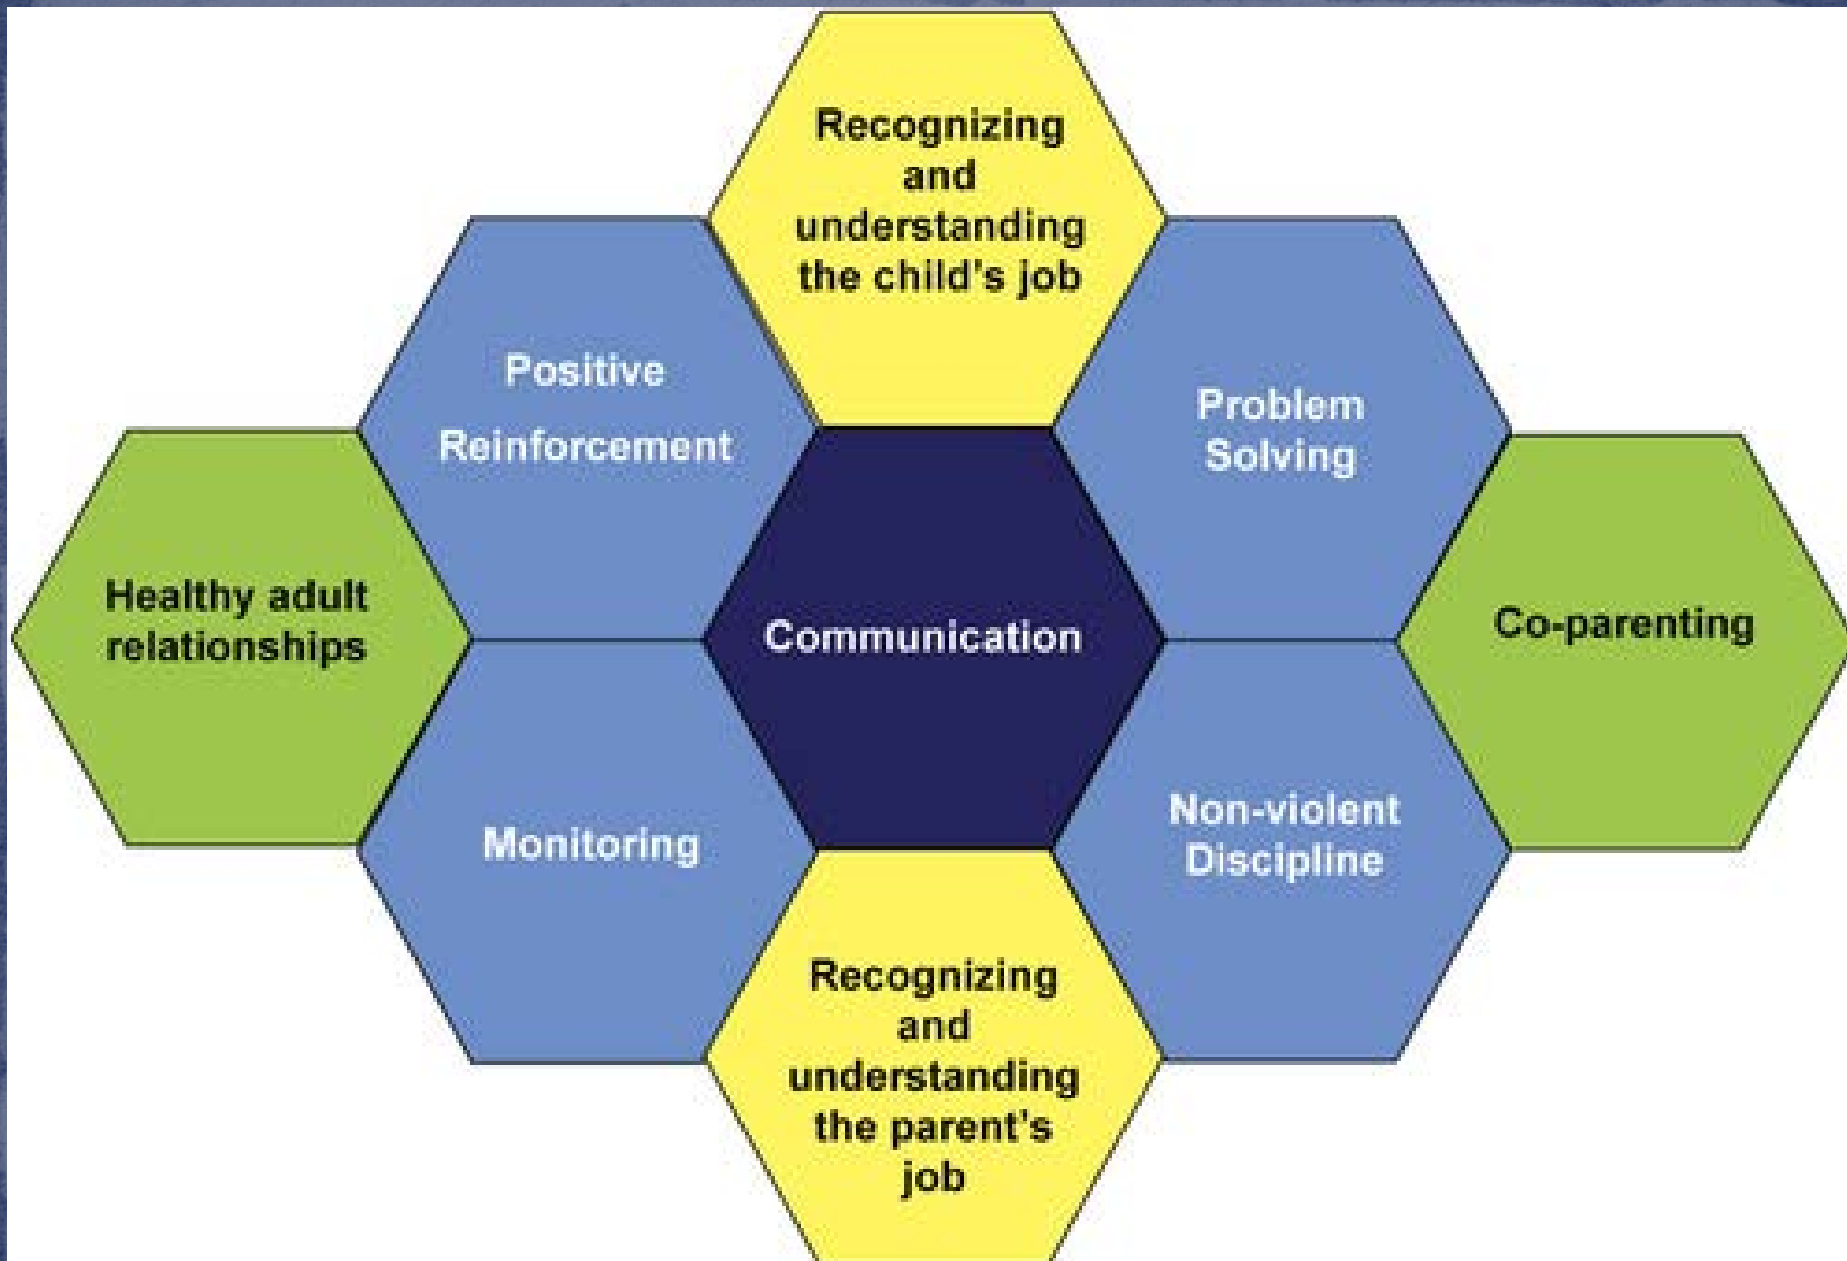 Recognizing
and
understanding
the child's job
Positive
Reinforcement
Problem
Solving
Healthy adult
relationships
Communication
Co-parenting
Monitoring
Non-violent
Discipline
Recognizing
and
understanding
the parent's
job